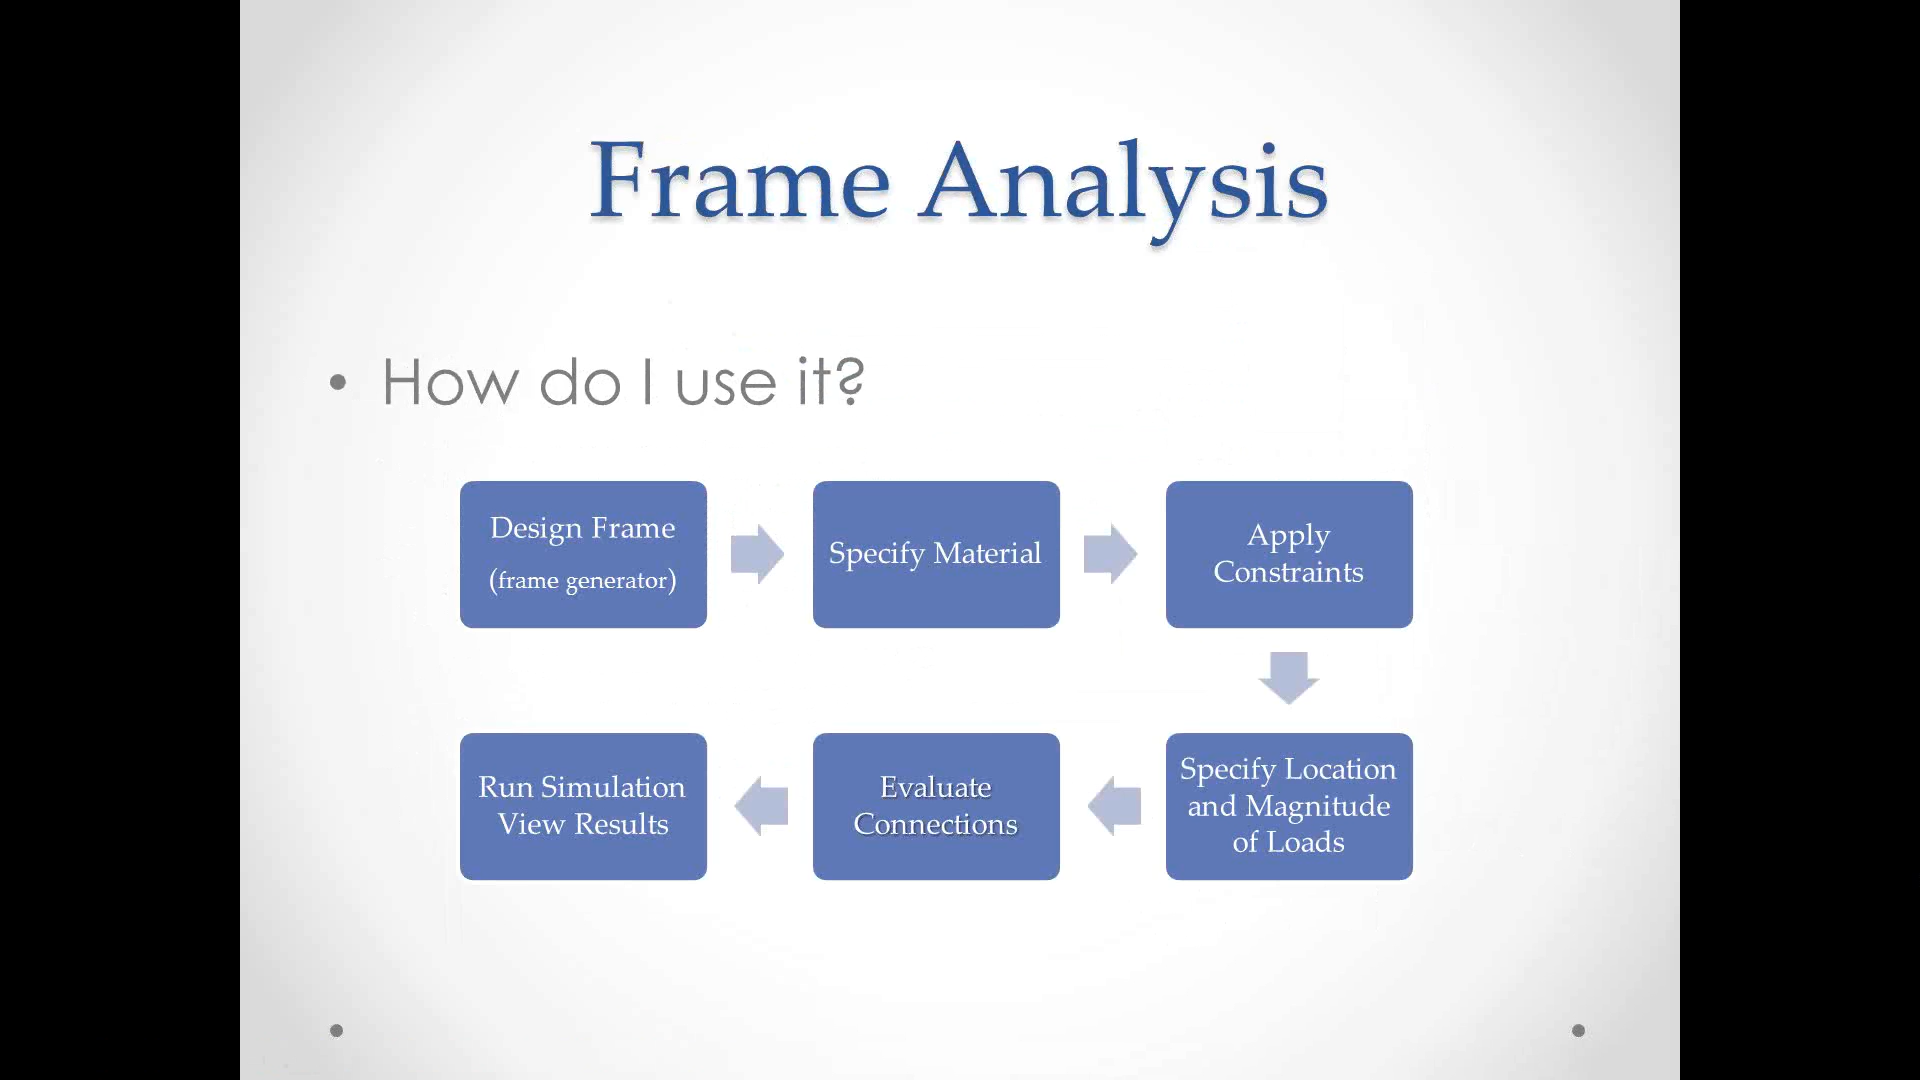 Frame Analysis
• How do I use it?
Design Frame
(frame generator)
Specify Material
Apply
Constraints
Specify Location
and Magnitude
of Loads
Evaluate
Connections
Run Simulation
View Results